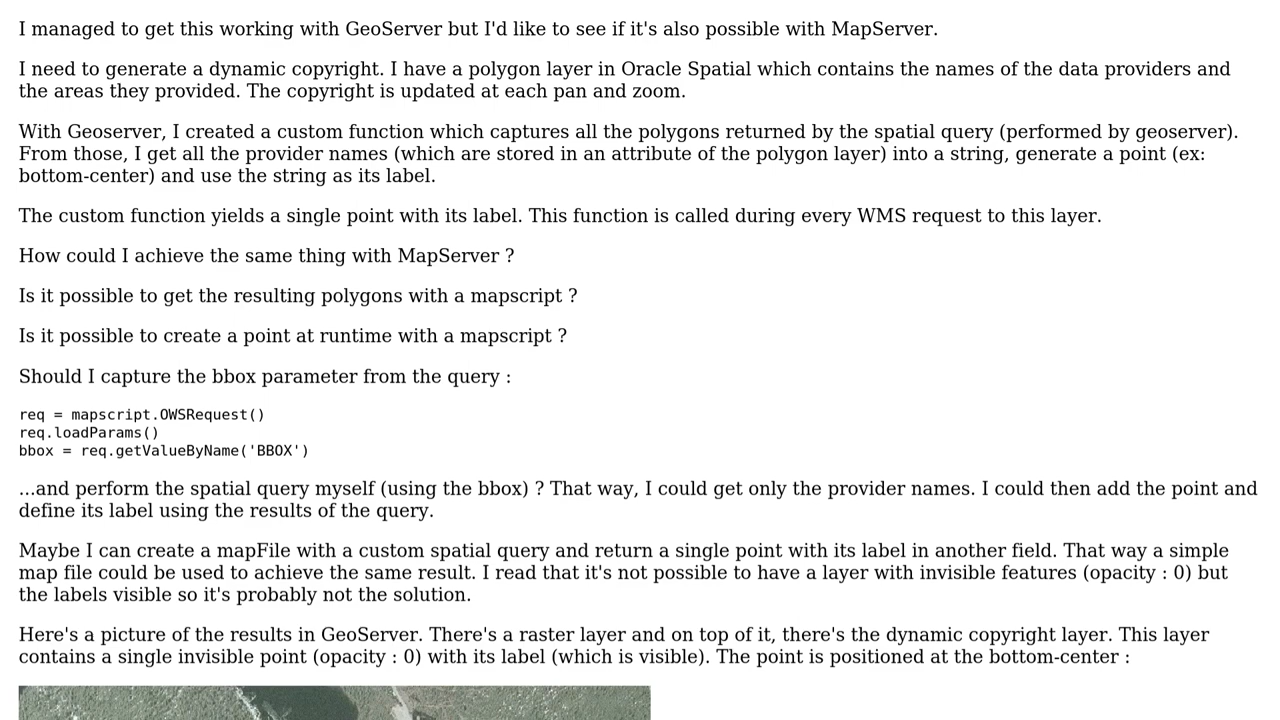 I managed to get this working with GeoServer but I'd like to see if it's also possible with MapServer.
I need to generate a dynamic copyright. I have a polygon layer in Oracle Spatial which contains the names of the data providers and
the areas they provided. The copyright is updated at each pan and zoom.
With Geoserver, I created a custom function which captures all the polygons returned by the spatial query (performed by geoserver).
From those, I get all the provider names (which are stored in an attribute of the polygon layer) into a string, generate a point (ex:
bottom-center) and use the string as its label.
The custom function yields a single point with its label. This function is called during every WMS request to this layer.
How could I achieve the same thing with MapServer ?
Is it possible to get the resulting polygons with a mapscript ?
Is it possible to create a point at runtime with a mapscript ?
Should I capture the bbox parameter from the query :
req = mapscript.OWSRequest()
req.loadParams()
bbox = req.getValueByName('BBOX')
...and perform the spatial query myself (using the bbox) ? That way, I could get only the provider names. I could then add the point and
define its label using the results of the query.
Maybe I can create a mapFile with a custom spatial query and return a single point with its label in another field. That way a simple
map file could be used to achieve the same result. I read that it's not possible to have a layer with invisible features (opacity : 0) but
the labels visible so it's probably not the solution.
Here's a picture of the results in GeoServer. There's a raster layer and on top of it, there's the dynamic copyright layer. This layer
contains a single invisible point (opacity : 0) with its label (which is visible). The point is positioned at the bottom-center :